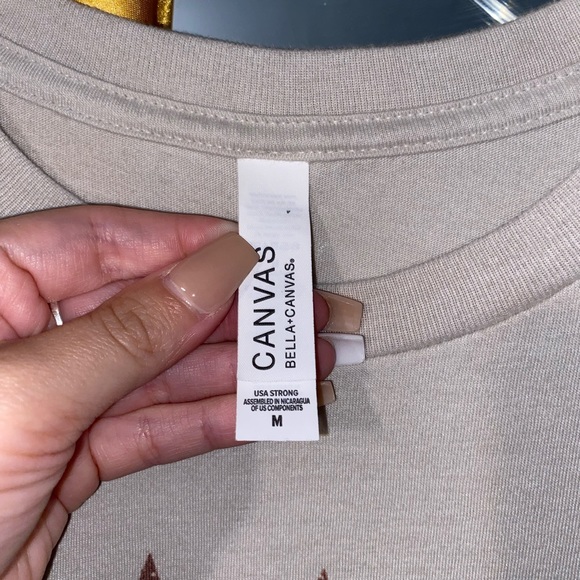 CANVAS
BELLA+CANVAS®
USA STRONG
ASSEMBLED IN NICARAGUA
OF US COMPONENTS
M